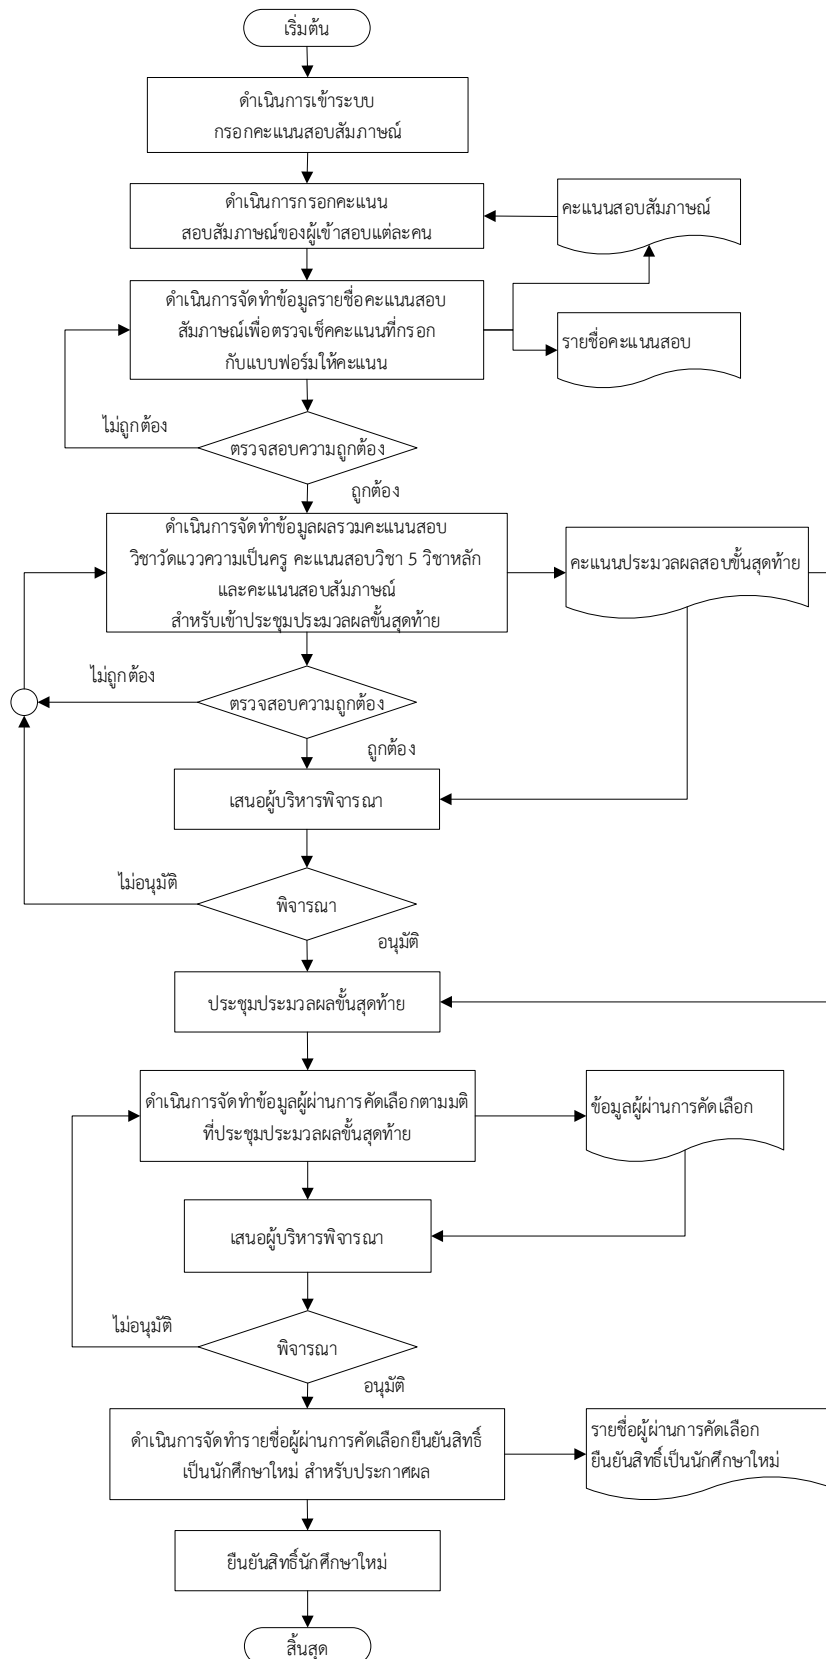 เริ่มต้น
ดำเนินการเข้าระบบ
กรอกคะแนนสอบสัมภาษณ์
ดำเนินการกรอกคะแนน
สอบสัมภาษณ์ของผู้เข้าสอบแต่ละคน
คะแนนสอบสัมภาษณ์
ดำเนินการจัดทำข้อมูลรายชื่อคะแนนสอบ
สัมภาษณ์เพื่อตรวจเช็คคะแนนที่กรอก
กับแบบฟอร์มให้คะแนน
รายชื่อคะแนนสอบ
ไม่ถูกต้อง
ตรวจสอบความถูกต้อง
ถูกต้อง
ดำเนินการจัดทำข้อมูลผลรวมคะแนนสอบ
วิชาวัดแววความเป็นครู คะแนนสอบวิชา 5 วิชาหลัก
และคะแนนสอบสัมภาษณ์
สำหรับเข้าประชุมประมวลผลขั้นสุดท้าย
คะแนนประมวลผลสอบขั้นสุดท้าย
ไม่ถูกต้อง
ตรวจสอบความถูกต้อง
ถูกต้อง
เสนอผู้บริหารพิจารณา
ไม่อนุมัติ
พิจารณา
อนุมัติ
ประชุมประมวลผลขั้นสุดท้าย
ดำเนินการจัดทำข้อมูลผู้ผ่านการคัดเลือกตามมติ
ที่ประชุมประมวลผลขั้นสุดท้าย
ข้อมูลผู้ผ่านการคัดเลือก
เสนอผู้บริหารพิจารณา
ไม่อนุมัติ
พิจารณา
อนุมัติ
ดำเนินการจัดทำรายชื่อผู้ผ่านการคัดเลือกยืนยันสิทธิ์
เป็นนักศึกษาใหม่ สำหรับประกาศผล
รายชื่อผู้ผ่านการคัดเลือก
ยืนยันสิทธิ์เป็นนักศึกษาใหม่
ยืนยันสิทธิ์นักศึกษาใหม่
สิ้นสุด